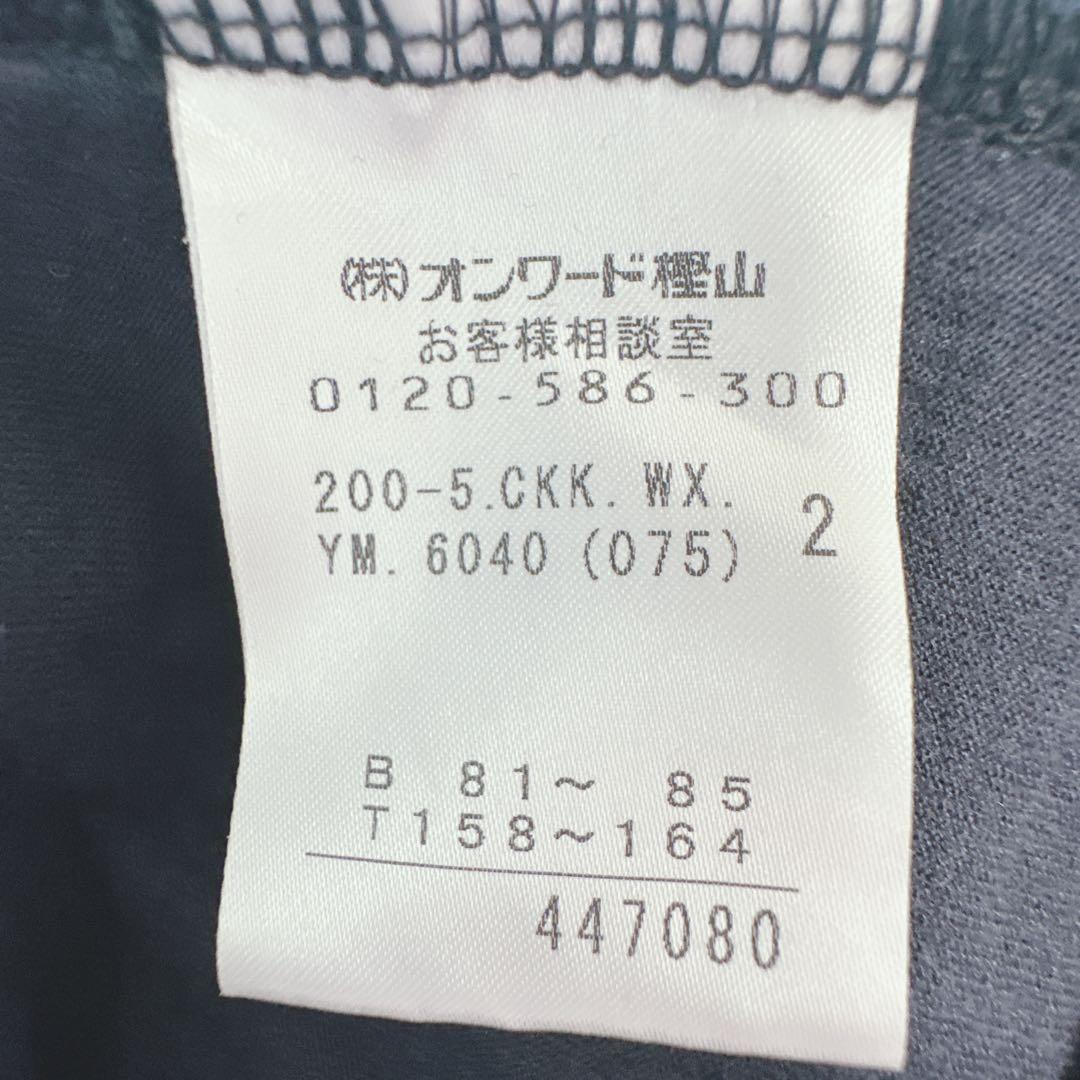 (株)オンワード樫山
お客様相談室
0120-586-300
200-5.CKK.WX.
YM.6040(075) 2
B 81～ 85
T158～164
447080